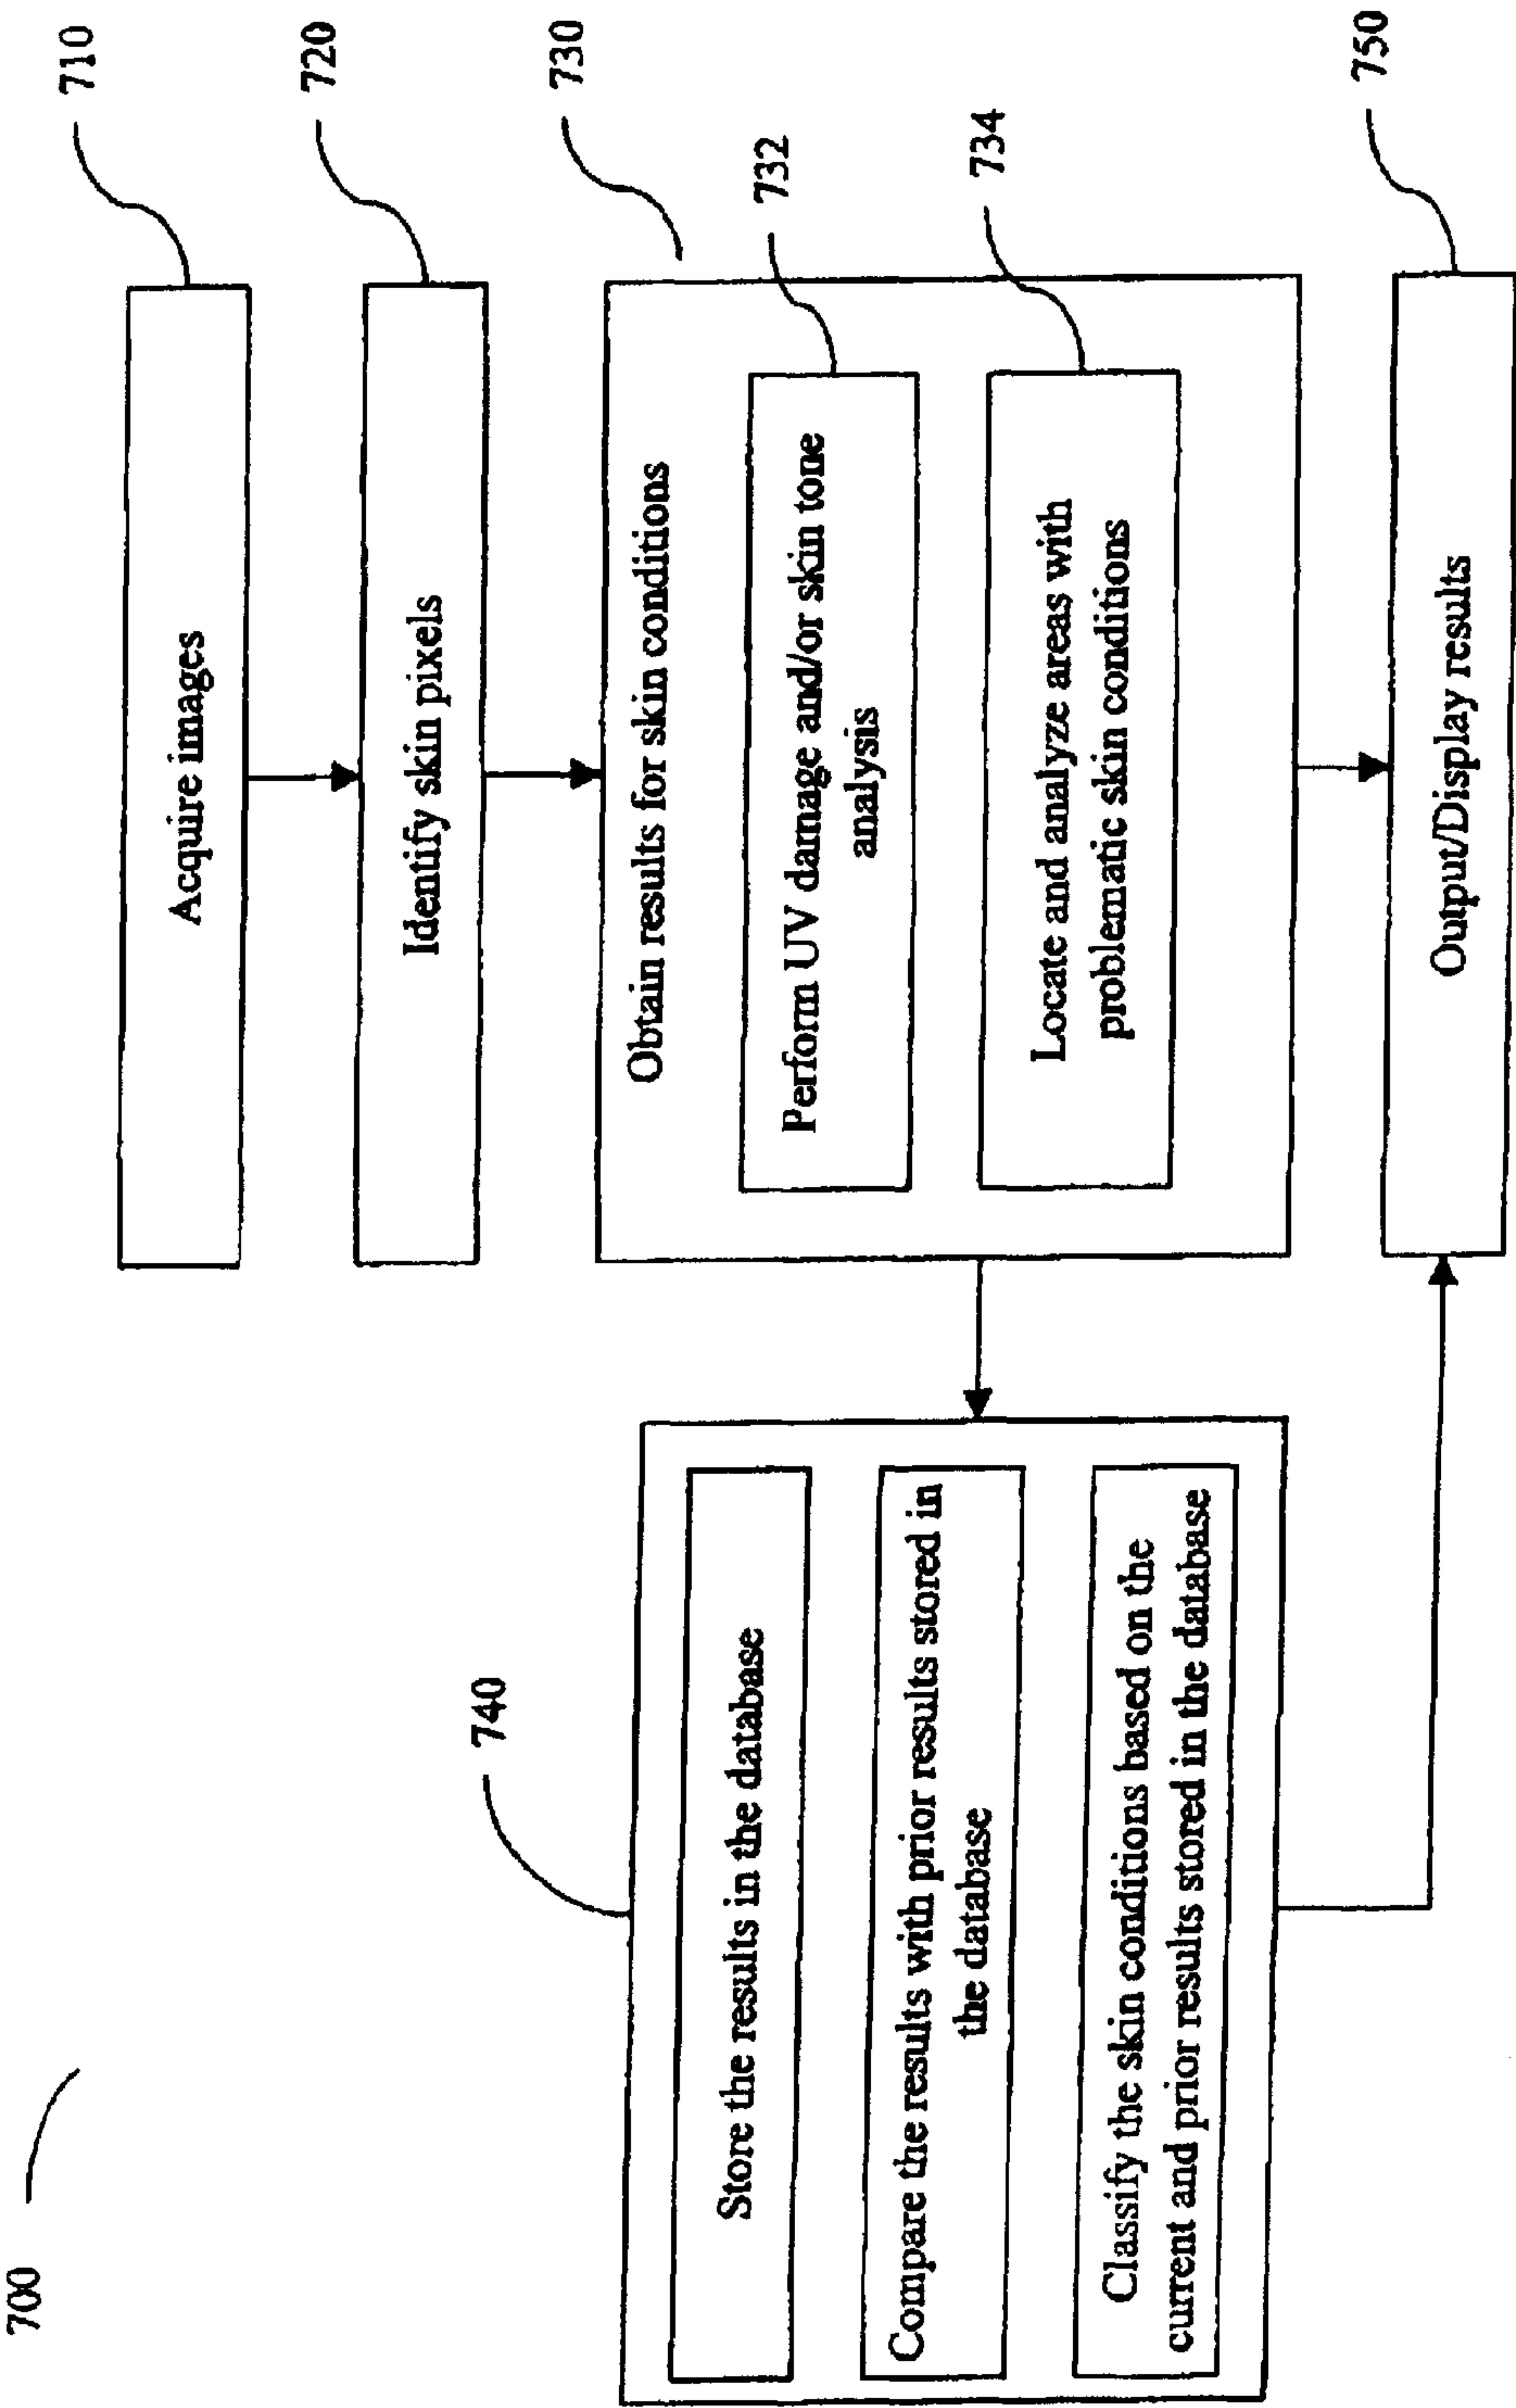 700
710
Acquire images
720
Identify skin pixels
730
Obtain results for skin conditions
732
Perform UV damage and/or skin tone
analysis
734
Locate and analyze areas with
problematic skin conditions
740
Store the results in the database
Compare the results with prior results stored in
the database
Classify the skin conditions based on the
current and prior results stored in the database
750
Output/Display results